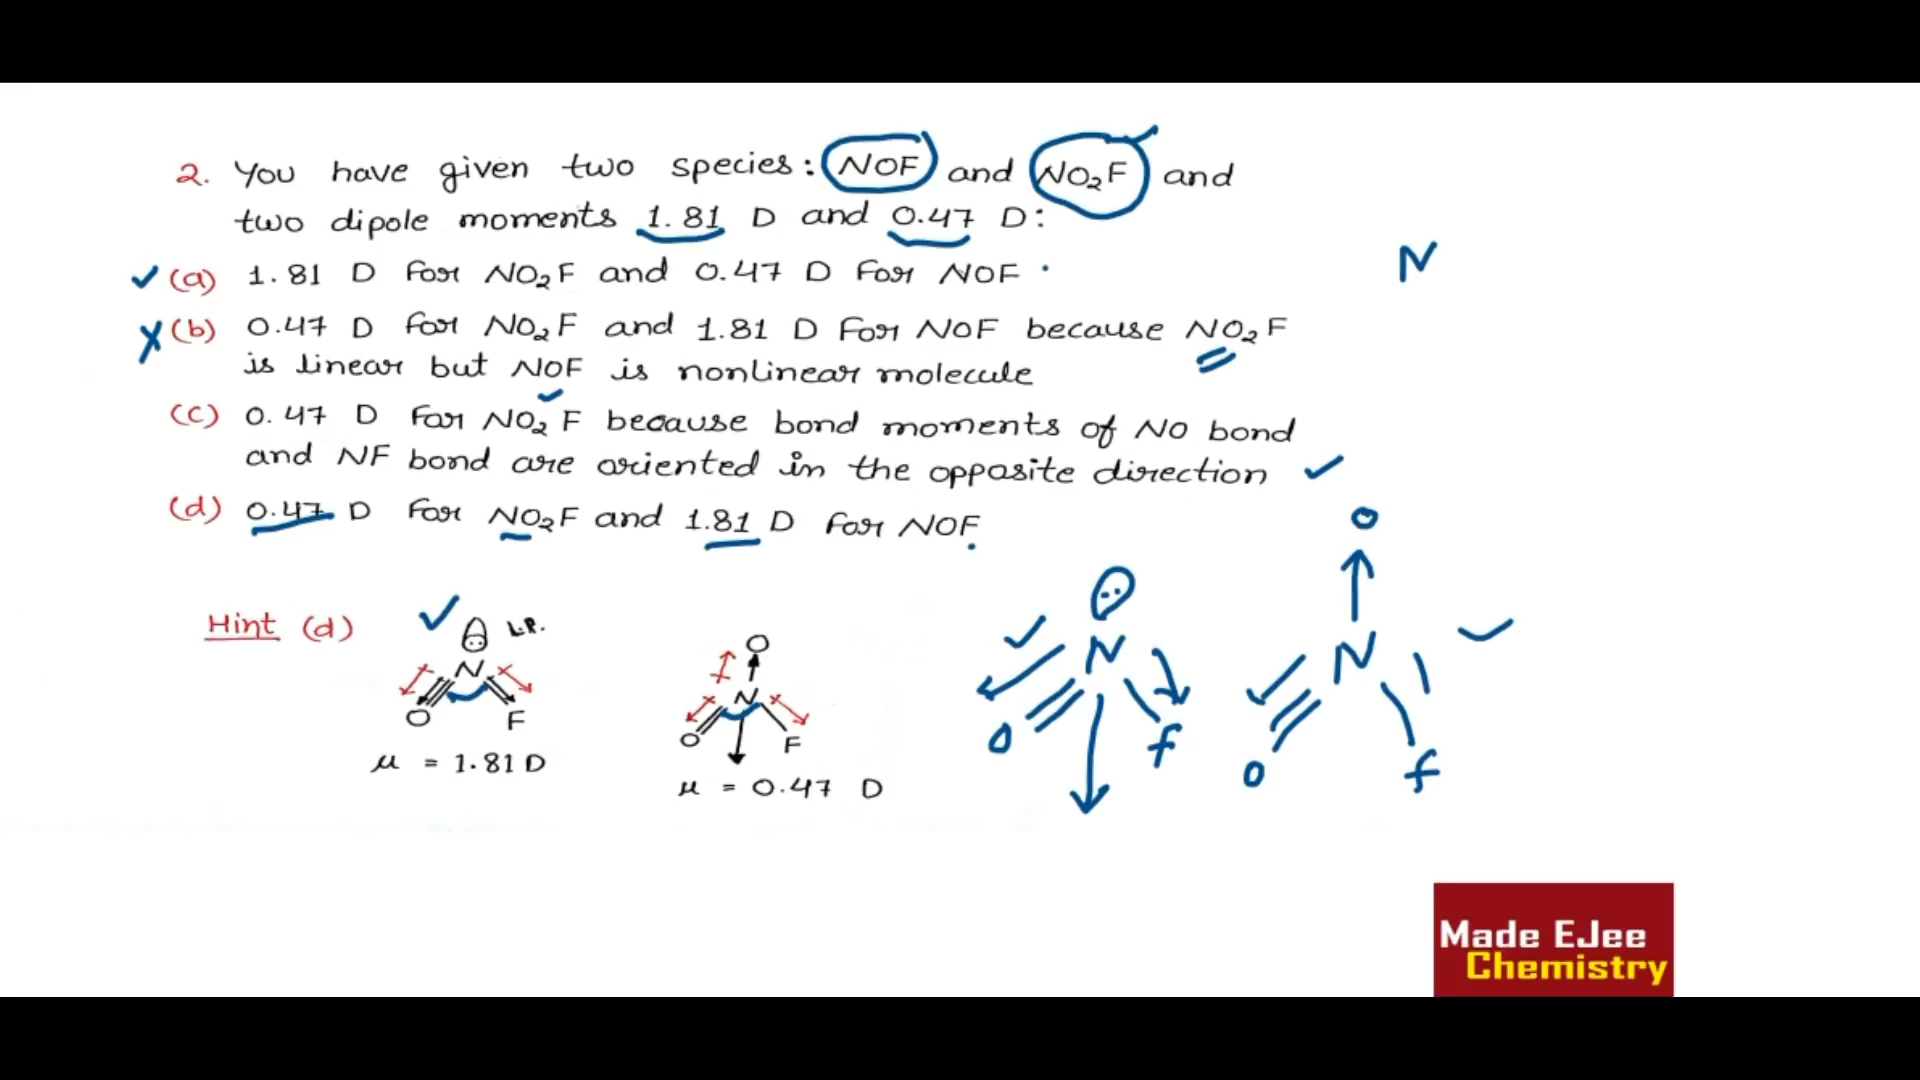 2. You have given two species: NOF and NO₂F and
two dipole moments 1.81 D and 0.47 D:
(a) 1.81 D for NO₂F and 0.47 D for NOF
(b) 0.47 D for NO₂F and 1.81 D for NOF because NO₂F
is linear but NOF is nonlinear molecule
(c) 0.47 D for NO₂F because bond moments of NO bond
and NF bond are oriented in the opposite direction
(d) 0.47 D for NO₂F and 1.81 D for NOF
N
Hint (d)
L.P.
N
O F
μ = 1.81 D
O
N
O F
μ = 0.47 D
N
O F
O
N
O F
Made EJee
Chemistry